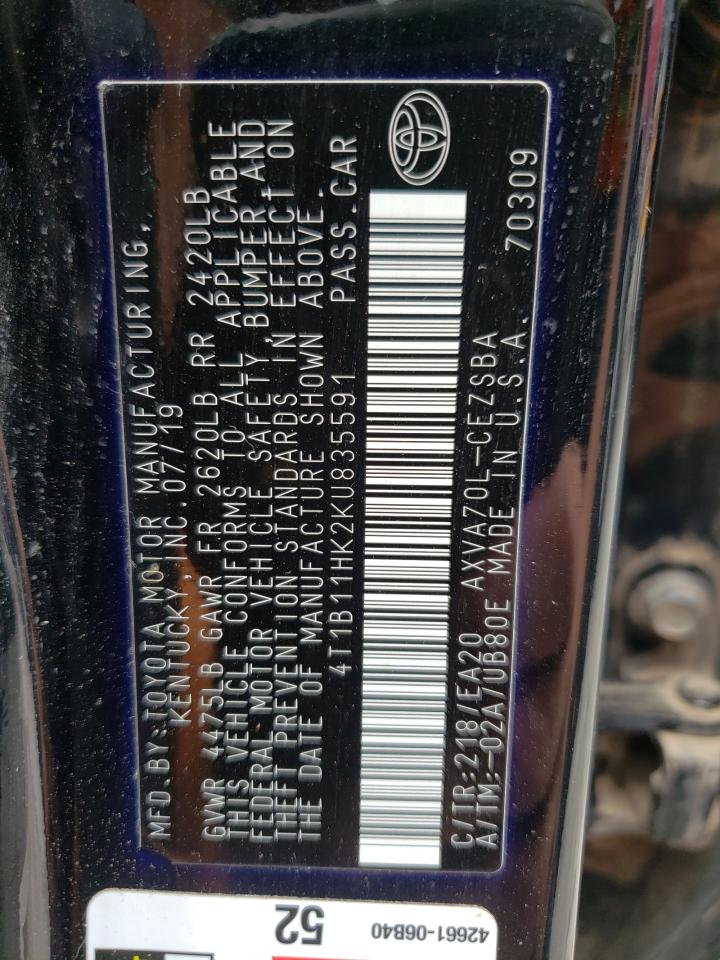 MFD BY:TOYOTA MOTOR MANUFACTURING,
KENTUCKY, INC. 07/19
GVWR 4475LB GAWR FR 2620LB RR 2420LB
THIS VEHICLE CONFORMS TO ALL APPLICABLE
FEDERAL MOTOR VEHICLE SAFETY, BUMPER, AND
THEFT PREVENTION STANDARDS IN EFFECT ON
THE DATE OF MANUFACTURE SHOWN ABOVE.
4T1B11HK2KU835591 PASS.CAR
C/TR:218/EA20 AXVA70L-CEZSBA
A/TM:-02A/UB80E MADE IN U.S.A. 70309
52
42661-06B40